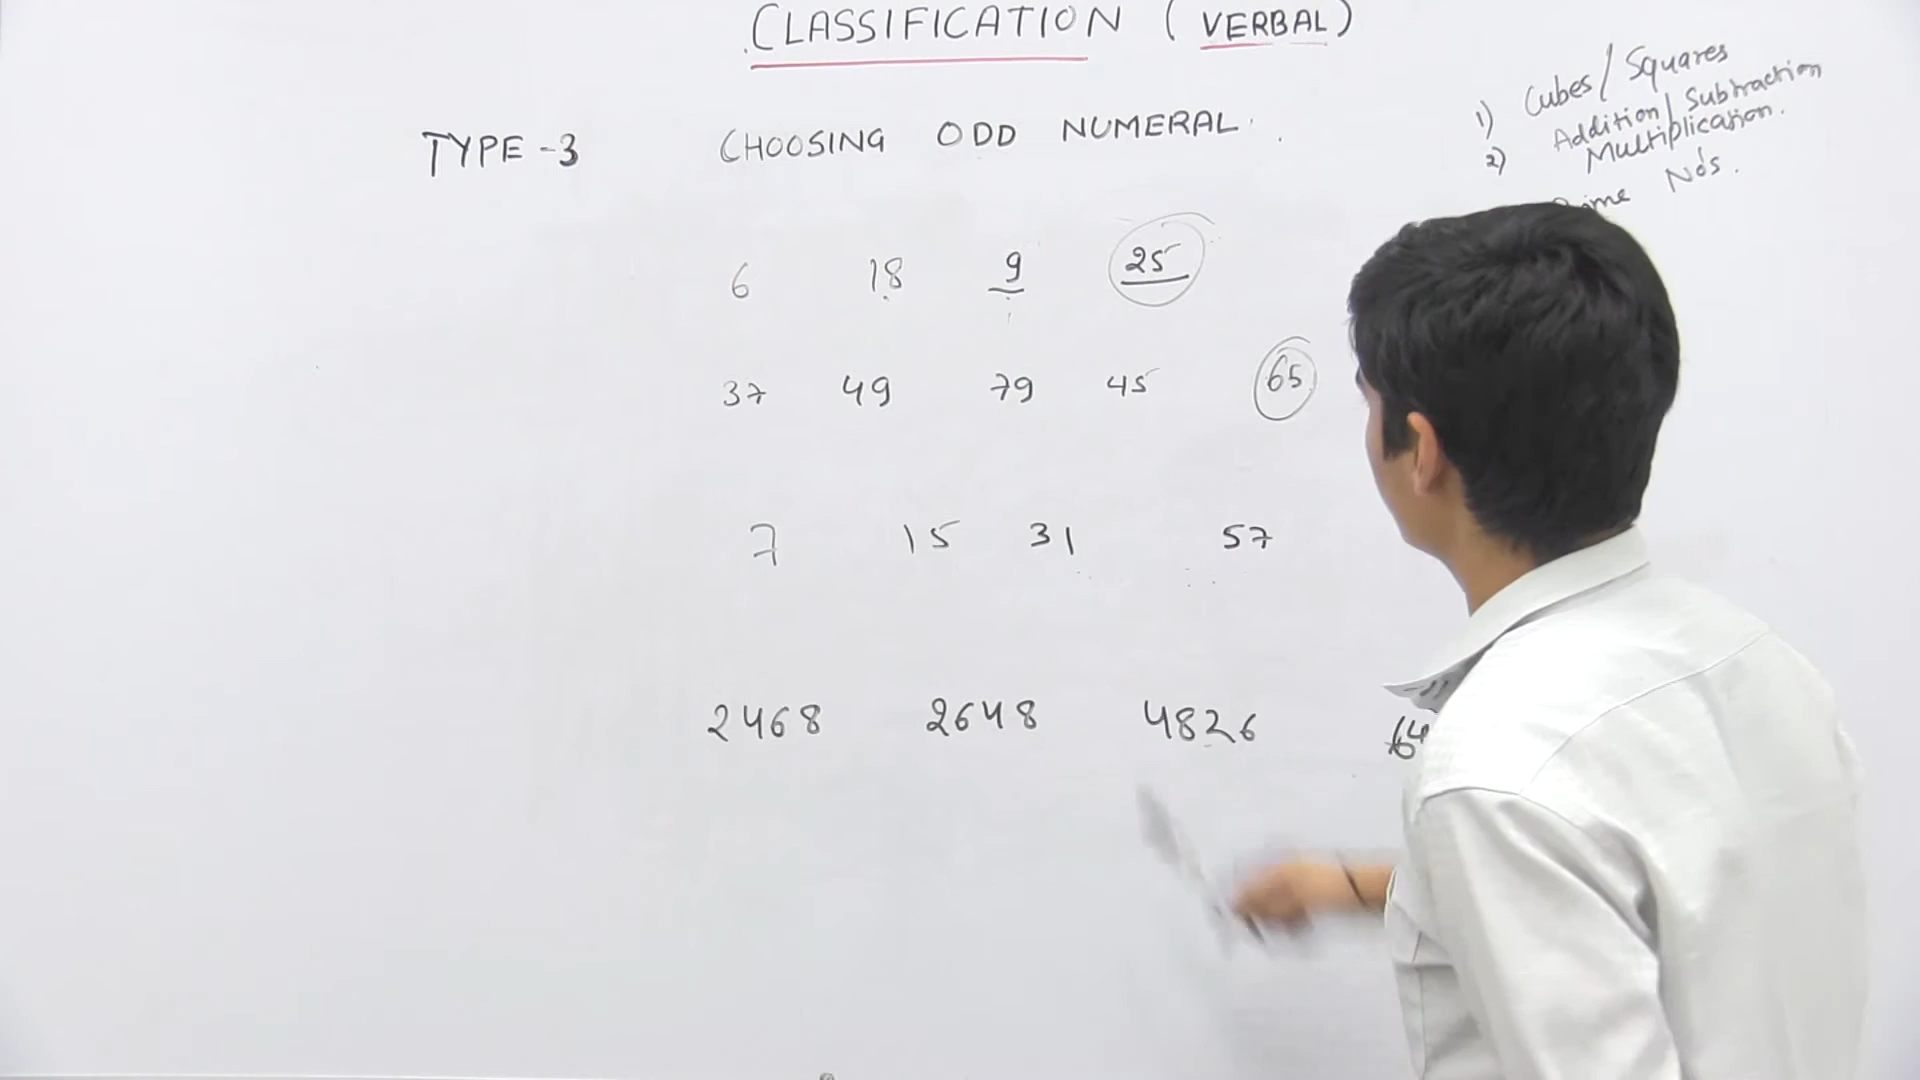 CLASSIFICATION ( VERBAL )
1) Cubes / Squares
Addition / Subtraction
2) Multiplication.
Nos.
TYPE - 3 CHOOSING ODD NUMERAL.
6 18 9 25
37 49 79 45 65
7 15 31 57
2468 2648 4826